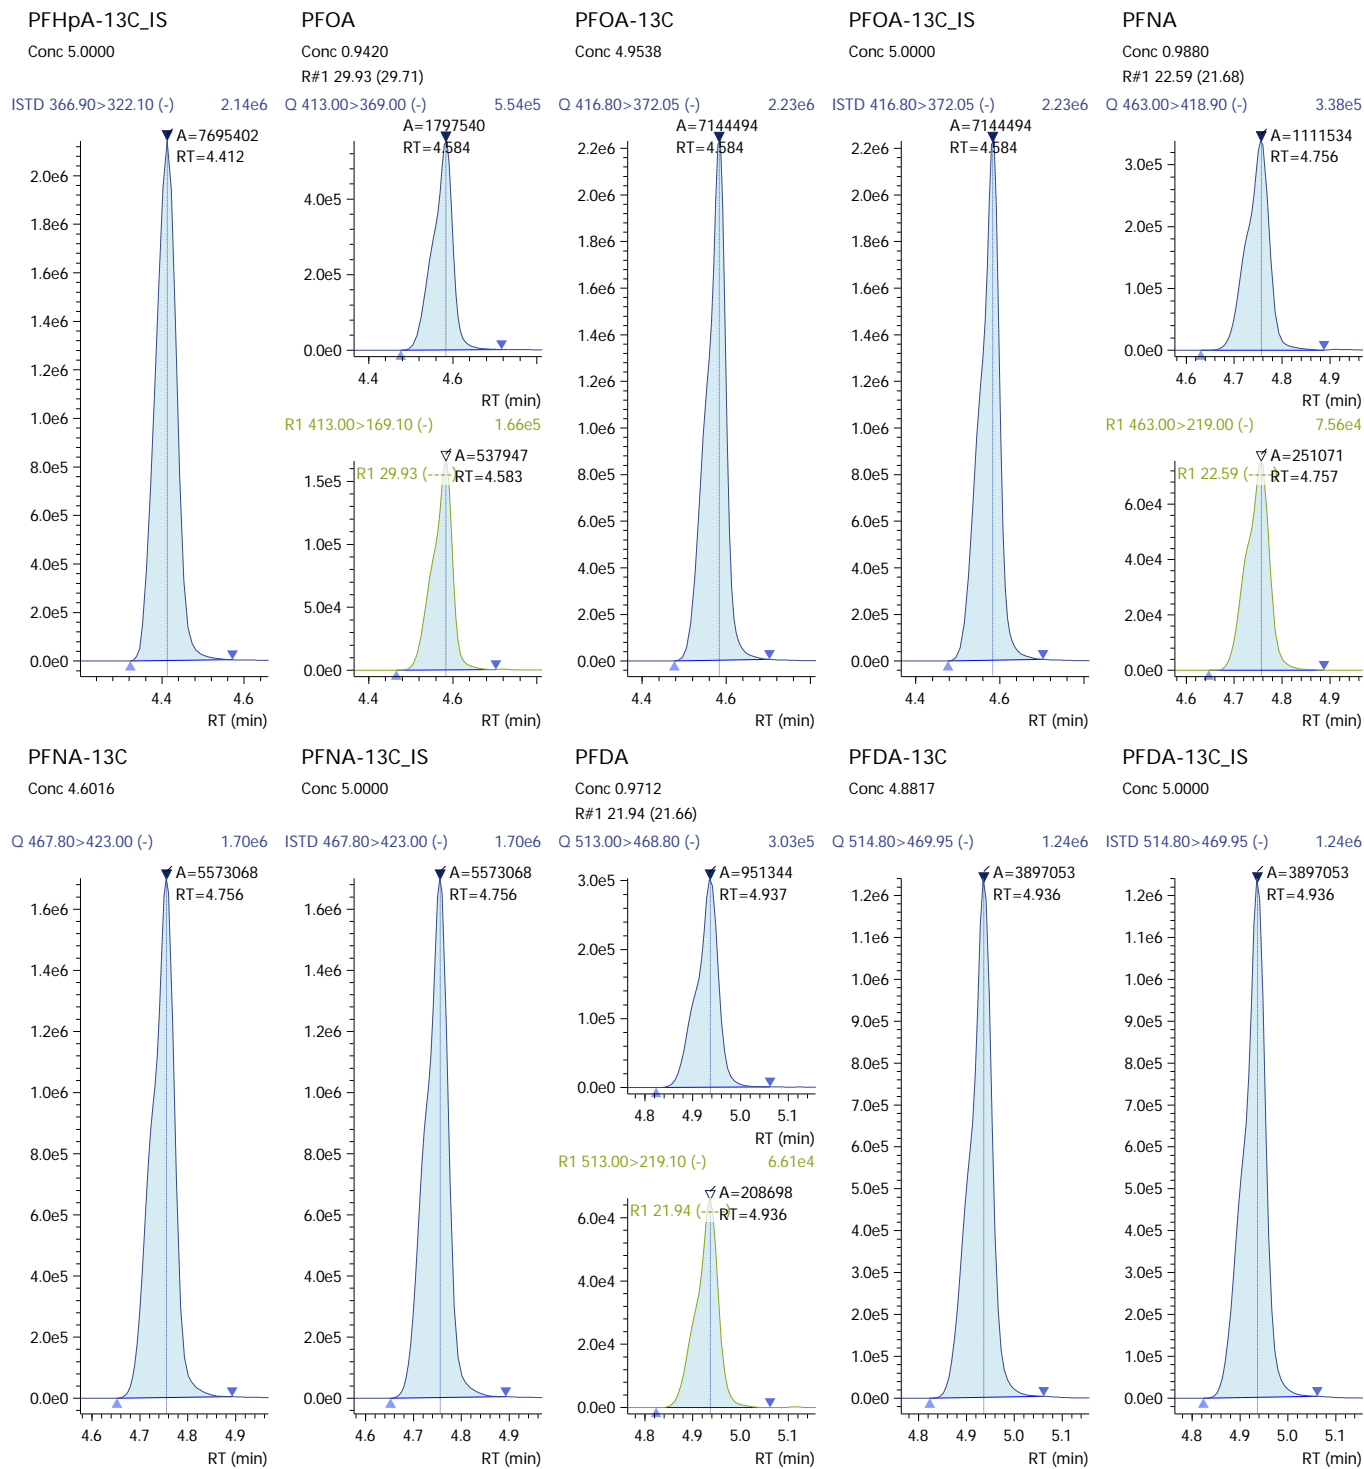 PFHpA-13C_IS
Conc 5.0000
ISTD 366.90>322.10 (-) 2.14e6
A=7695402
RT=4.412
2.0e6
1.8e6
1.6e6
1.4e6
1.2e6
1.0e6
8.0e5
6.0e5
4.0e5
2.0e5
0.0e0
4.4 4.6
RT (min)
PFOA
Conc 0.9420
R#1 29.93 (29.71)
Q 413.00>369.00 (-) 5.54e5
A=1797540
RT=4.584
4.0e5
2.0e5
0.0e0
4.4 4.6
RT (min)
R1 413.00>169.10 (-) 1.66e5
A=537947
R1 29.93 (----)
RT=4.583
1.5e5
1.0e5
5.0e4
0.0e0
4.4 4.6
RT (min)
PFOA-13C
Conc 4.9538
Q 416.80>372.05 (-) 2.23e6
A=7144494
RT=4.584
2.2e6
2.0e6
1.8e6
1.6e6
1.4e6
1.2e6
1.0e6
8.0e5
6.0e5
4.0e5
2.0e5
0.0e0
4.4 4.6
RT (min)
PFOA-13C_IS
Conc 5.0000
ISTD 416.80>372.05 (-) 2.23e6
A=7144494
RT=4.584
2.2e6
2.0e6
1.8e6
1.6e6
1.4e6
1.2e6
1.0e6
8.0e5
6.0e5
4.0e5
2.0e5
0.0e0
4.4 4.6
RT (min)
PFNA
Conc 0.9880
R#1 22.59 (21.68)
Q 463.00>418.90 (-) 3.38e5
A=1111534
RT=4.756
3.0e5
2.0e5
1.0e5
0.0e0
4.6 4.7 4.8 4.9
RT (min)
R1 463.00>219.00 (-) 7.56e4
A=251071
R1 22.59 (----)
RT=4.757
6.0e4
4.0e4
2.0e4
0.0e0
4.6 4.7 4.8 4.9
RT (min)
PFNA-13C
Conc 4.6016
Q 467.80>423.00 (-) 1.70e6
A=5573068
RT=4.756
1.6e6
1.4e6
1.2e6
1.0e6
8.0e5
6.0e5
4.0e5
2.0e5
0.0e0
4.6 4.7 4.8 4.9
RT (min)
PFNA-13C_IS
Conc 5.0000
ISTD 467.80>423.00 (-) 1.70e6
A=5573068
RT=4.756
1.6e6
1.4e6
1.2e6
1.0e6
8.0e5
6.0e5
4.0e5
2.0e5
0.0e0
4.6 4.7 4.8 4.9
RT (min)
PFDA
Conc 0.9712
R#1 21.94 (21.66)
Q 513.00>468.80 (-) 3.03e5
A=951344
RT=4.937
3.0e5
2.0e5
1.0e5
0.0e0
4.8 4.9 5.0 5.1
RT (min)
R1 513.00>219.10 (-) 6.61e4
A=208698
R1 21.94 (----)
RT=4.936
6.0e4
4.0e4
2.0e4
0.0e0
4.8 4.9 5.0 5.1
RT (min)
PFDA-13C
Conc 4.8817
Q 514.80>469.95 (-) 1.24e6
A=3897053
RT=4.936
1.2e6
1.1e6
1.0e6
9.0e5
8.0e5
7.0e5
6.0e5
5.0e5
4.0e5
3.0e5
2.0e5
1.0e5
0.0e0
4.8 4.9 5.0 5.1
RT (min)
PFDA-13C_IS
Conc 5.0000
ISTD 514.80>469.95 (-) 1.24e6
A=3897053
RT=4.936
1.2e6
1.1e6
1.0e6
9.0e5
8.0e5
7.0e5
6.0e5
5.0e5
4.0e5
3.0e5
2.0e5
1.0e5
0.0e0
4.8 4.9 5.0 5.1
RT (min)